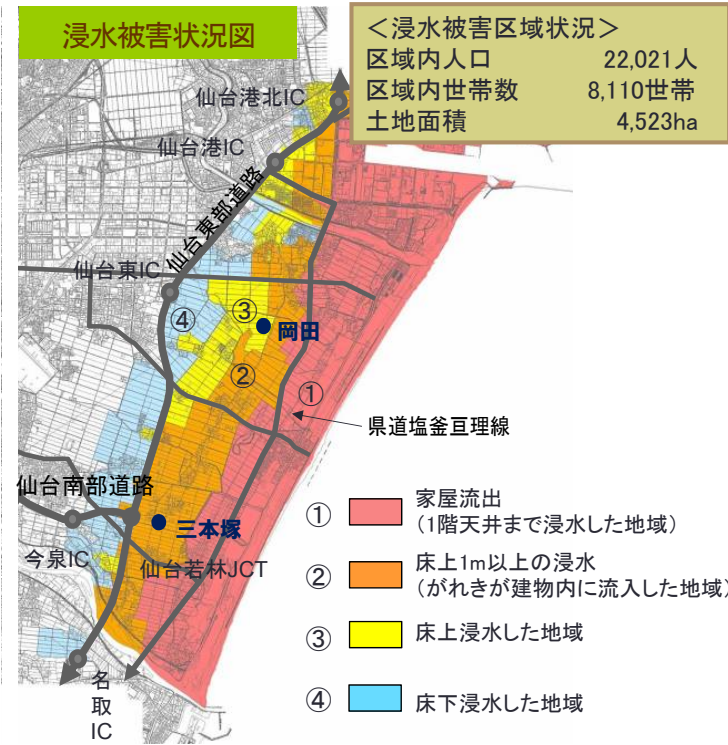 浸水被害状況図
＜浸水被害区域状況＞
区域内人口 22,021人
区域内世帯数 8,110世帯
土地面積 4,523ha
仙台港北IC
仙台港IC
仙台東部道路
仙台東IC
④
③
岡田
②
①
県道塩釜亘理線
仙台南部道路
三本塚
今泉IC
仙台若林JCT
名取IC
① 家屋流出
（1階天井まで浸水した地域）
② 床上1m以上の浸水
（がれきが建物内に流入した地域）
③ 床上浸水した地域
④ 床下浸水した地域